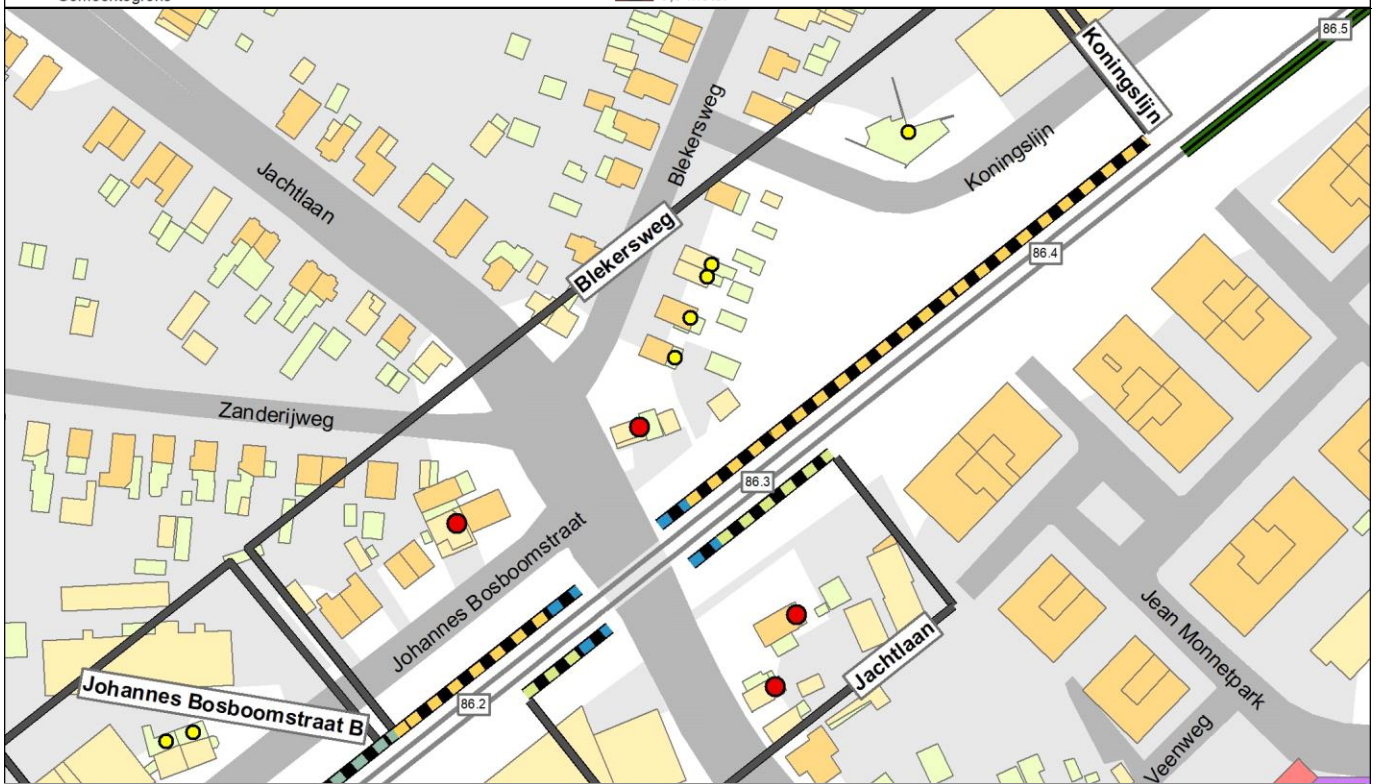 86.5
Koningslijn
Blekersweg
Koningslijn
Jachtlaan
86.4
Blekersweg
Zanderijweg
86.3
Johannes Bosboomstraat
Jean Monnetpark
Jachtlaan
Johannes Bosboomstraat B
86.2
Veenweg